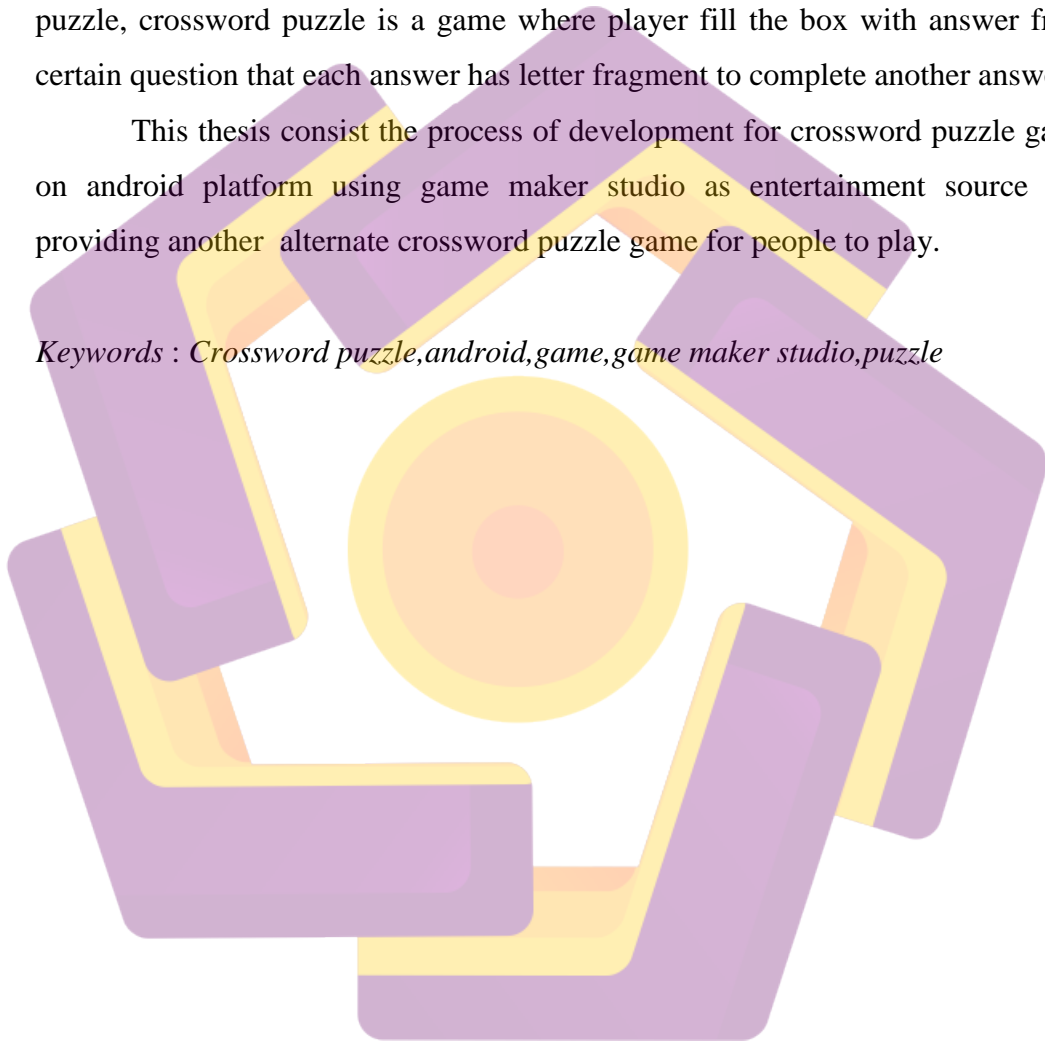 puzzle, crossword puzzle is a game where player fill the box with answer
certain question that each answer has letter fragment to complete another
This thesis consist the process of development for crossword puzzle
on android platform using game maker studio as entertainment source
providing another alternate crossword puzzle game for people to play.
Keywords : Crossword puzzle,android,game,game maker studio,puzzle